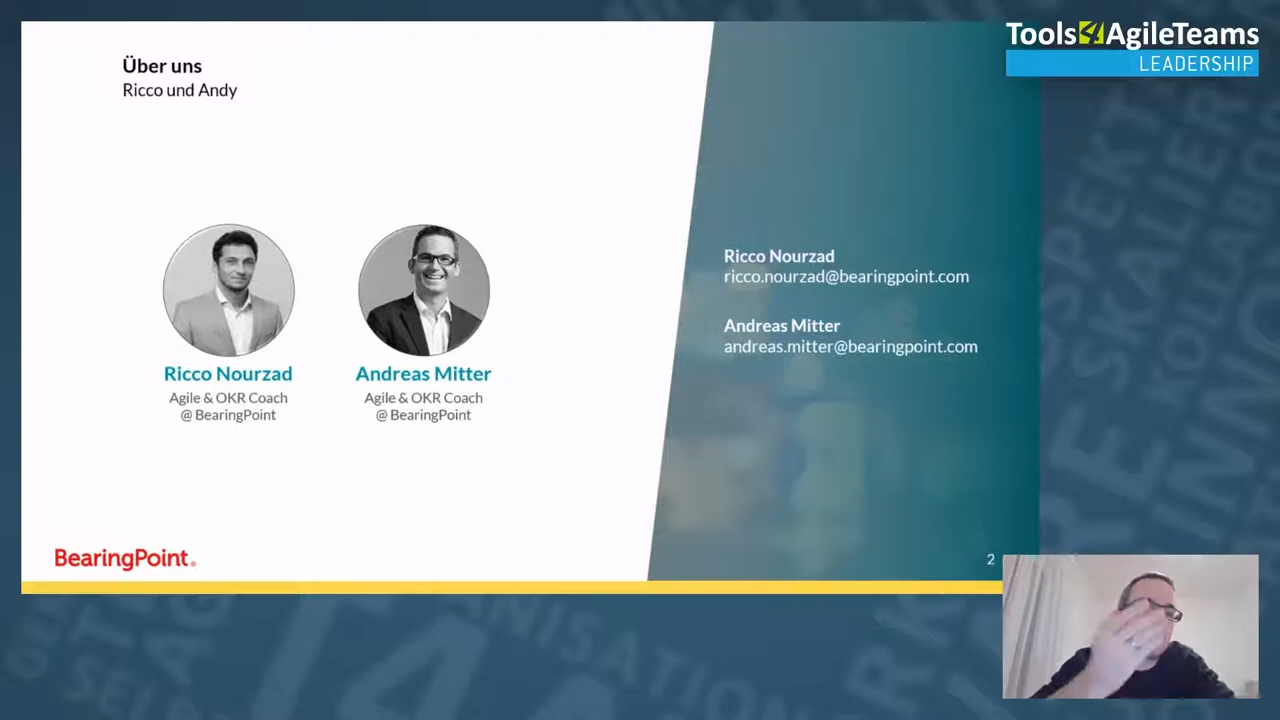 Tools4AgileTeams
LEADERSHIP
Über uns
Ricco und Andy
Ricco Nourzad
Agile & OKR Coach
@ BearingPoint
Andreas Mitter
Agile & OKR Coach
@ BearingPoint
Ricco Nourzad
ricco.nourzad@bearingpoint.com
Andreas Mitter
andreas.mitter@bearingpoint.com
BearingPoint.
2